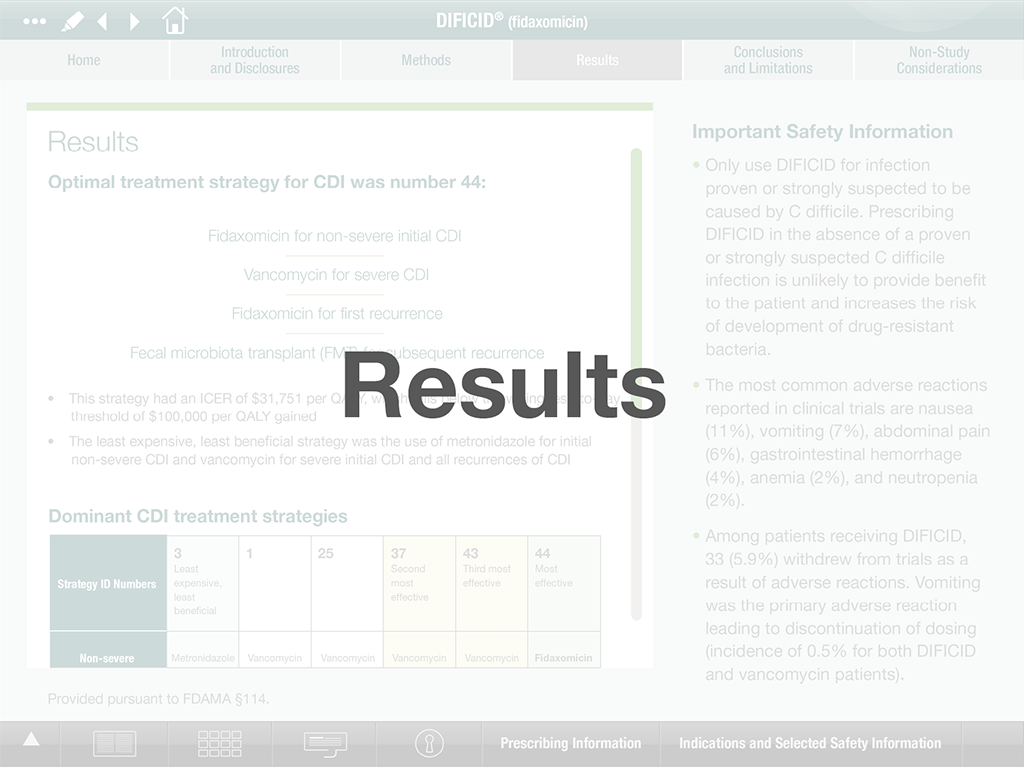 DIFICID® (fidaxomicin)
Home
Introduction
and Disclosures
Methods
Results
Conclusions
and Limitations
Non-Study
Considerations
Results
Optimal treatment strategy for CDI was number 44:
Fidaxomicin for non-severe initial CDI
Vancomycin for severe CDI
Fidaxomicin for first recurrence
Fecal microbiota transplant (FMT) for subsequent recurrence
Results
• This strategy had an ICER of $31,751 per QALY,
threshold of $100,000 per QALY gained
• The least expensive, least beneficial strategy was the use of metronidazole for initial
non-severe CDI and vancomycin for severe initial CDI and all recurrences of CDI
Dominant CDI treatment strategies
Strategy ID Numbers
3
Least
expensive,
least
beneficial
1
25
37
Second
most
effective
43
Third most
effective
44
Most
effective
Non-severe
Metronidazole
Vancomycin
Vancomycin
Vancomycin
Vancomycin
Fidaxomicin
Provided pursuant to FDAMA §114.
Important Safety Information
• Only use DIFICID for infection
proven or strongly suspected to be
caused by C difficile. Prescribing
DIFICID in the absence of a proven
or strongly suspected C difficile
infection is unlikely to provide benefit
to the patient and increases the risk
of development of drug-resistant
bacteria.
• The most common adverse reactions
reported in clinical trials are nausea
(11%), vomiting (7%), abdominal pain
(6%), gastrointestinal hemorrhage
(4%), anemia (2%), and neutropenia
(2%).
• Among patients receiving DIFICID,
33 (5.9%) withdrew from trials as a
result of adverse reactions. Vomiting
was the primary adverse reaction
leading to discontinuation of dosing
(incidence of 0.5% for both DIFICID
and vancomycin patients).
Prescribing Information
Indications and Selected Safety Information